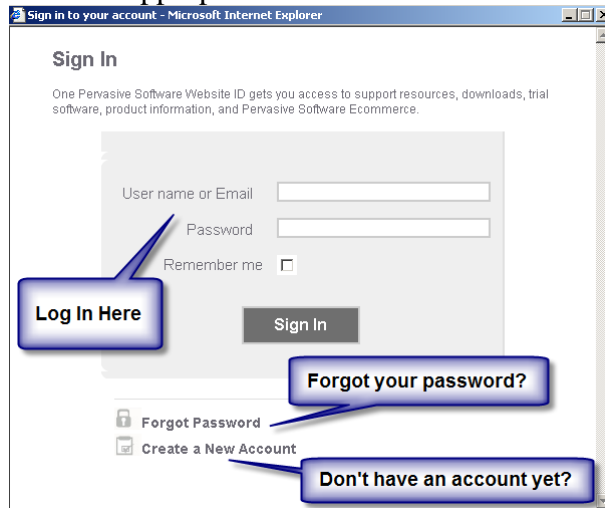 Sign in to your account - Microsoft Internet Explorer
Sign In
One Pervasive Software Website ID gets you access to support resources, downloads, trial
software, product information, and Pervasive Software Ecommerce.
User name or Email
Password
Remember me
Log In Here
Sign In
Forgot your password?
Forgot Password
Create a New Account
Don't have an account yet?